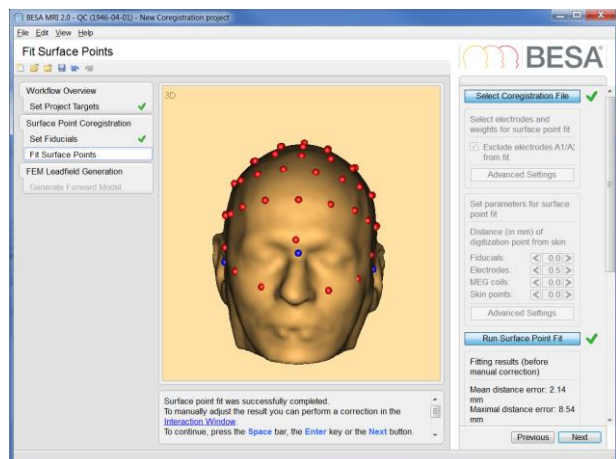 BESA MRI 2.0 - QC (1946-04-01) - New Coregistration project
File Edit View Help
Fit Surface Points
BESA
Workflow Overview
Set Project Targets
Surface Point Coregistration
Set Fiducials
Fit Surface Points
FEM Leadfield Generation
Generate Forward Model
3D
Surface point fit was successfully completed.
To manually adjust the result you can perform a correction in the
Interaction Window.
To continue, press the Space bar, the Enter key or the Next button.
Select Coregistration File
Select electrodes and
weights for surface point fit
Exclude electrodes A1/A
from fit
Advanced Settings
Set parameters for surface
point fit
Distance (in mm) of
digitization point from skin
Fiducials: < 0.0 >
Electrodes: < 0.5 >
MEG coils: < 0.0 >
Skin points: < 0.0 >
Advanced Settings
Run Surface Point Fit
Fitting results (before
manual correction)
Mean distance error: 2.14
mm
Maximal distance error: 8.54
mm
Previous Next